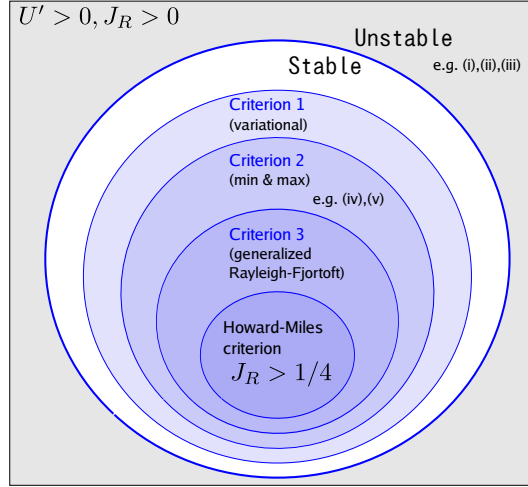 U′ > 0, J_R > 0
Unstable
e.g. (i),(ii),(iii)
Stable
Criterion 1
(variational)
Criterion 2
(min & max)
e.g. (iv),(v)
Criterion 3
(generalized
Rayleigh-Fjortoft)
Howard-Miles
criterion
J_R > 1/4